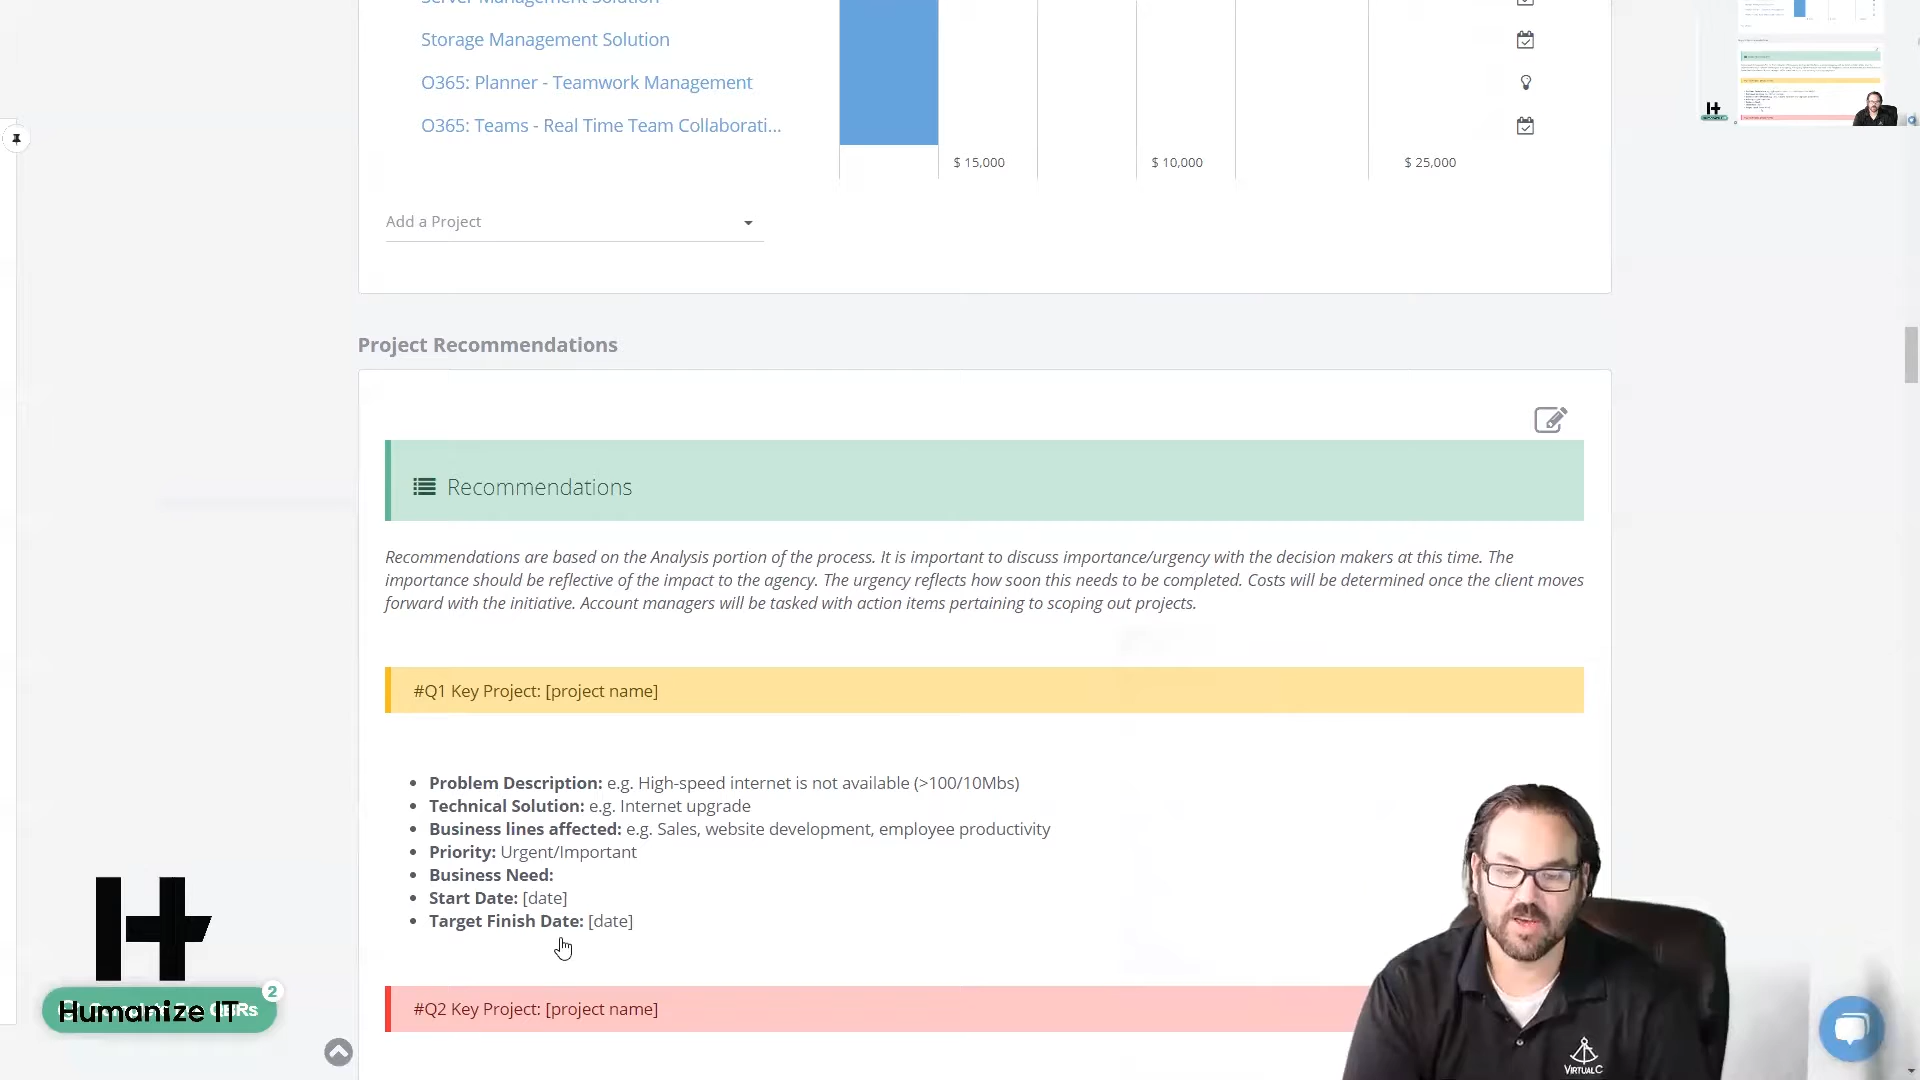 Server Management Solution
Storage Management Solution
O365: Planner - Teamwork Management
O365: Teams - Real Time Team Collaborati...
$ 15,000
$ 10,000
$ 25,000
Add a Project
Project Recommendations
Recommendations
Recommendations are based on the Analysis portion of the process. It is important to discuss importance/urgency with the decision makers at this time. The
importance should be reflective of the impact to the agency. The urgency reflects how soon this needs to be completed. Costs will be determined once the client moves
forward with the initiative. Account managers will be tasked with action items pertaining to scoping out projects.
#Q1 Key Project: [project name]
• Problem Description: e.g. High-speed internet is not available (>100/10Mbs)
• Technical Solution: e.g. Internet upgrade
• Business lines affected: e.g. Sales, website development, employee productivity
• Priority: Urgent/Important
• Business Need:
• Start Date: [date]
• Target Finish Date: [date]
#Q2 Key Project: [project name]
2
Humanize IT
QBRs
VIRTUALC